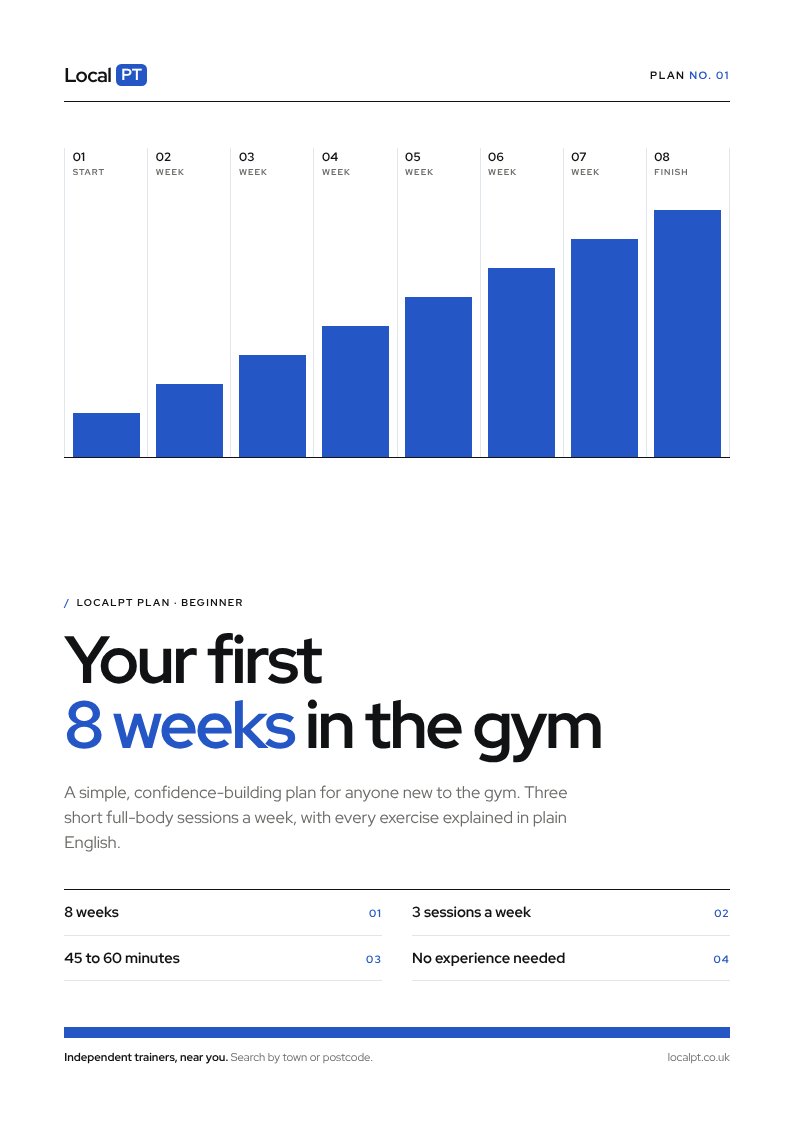 Local PT
PLAN NO. 01
01 02 03 04 05 06 07 08
START WEEK WEEK WEEK WEEK WEEK WEEK FINISH
/ LOCALPT PLAN · BEGINNER
Your first
8 weeks in the gym
A simple, confidence-building plan for anyone new to the gym. Three
short full-body sessions a week, with every exercise explained in plain
English.
8 weeks 01
3 sessions a week 02
45 to 60 minutes 03
No experience needed 04
Independent trainers, near you. Search by town or postcode.
localpt.co.uk